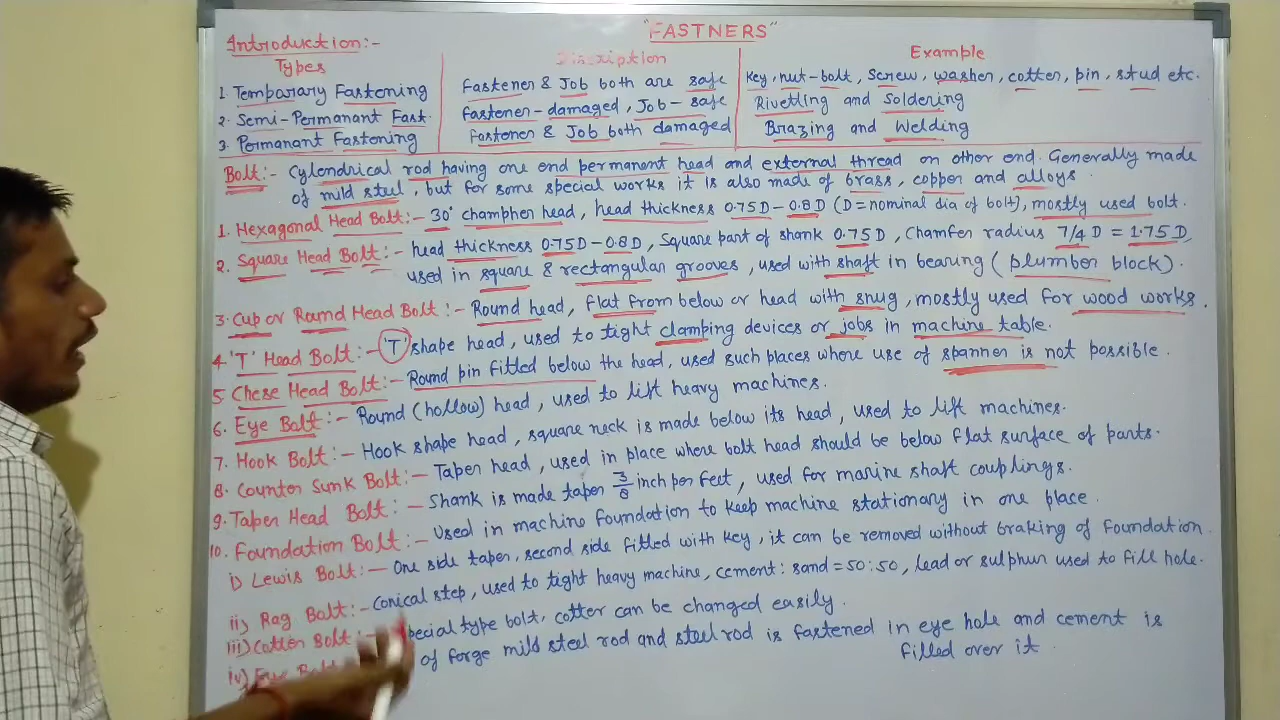 "FASTNERS"
Introduction:-
Types Discription Example
1. Temparary Fastening Fastener & Job both are safe Key, nut-bolt, Screw, washer, cotter, pin, stud etc.
2. Semi-Permanant Fast. fastener-damaged, Job-safe Rivetting and Soldering
3. Permanant Fastening fastener & Job both damaged Brazing and Welding
Bolt:- Cylondrical rod having one end permanent head and external thread on other end. Generally made
of mild steel, but for some special works it is also made of brass, copper and alloys.
1. Hexagonal Head Bolt:- 30° champher head, head thickness 0.75D-0.8D (D=nominal dia of bolt), mostly used bolt.
2. Square Head Bolt:- head thickness 0.75D-0.8D, Square part of shank 0.75D, Chamfer radius 7/4 D = 1.75D,
used in square & rectangular grooves, used with shaft in bearing (plumber block).
3. Cup or Round Head Bolt:- Round head, flat from below or head with snug, mostly used for wood works.
4. 'T' Head Bolt:- 'T' shape head, used to tight clamping devices or jobs in machine table.
5. Chese Head Bolt:- Round pin fitted below the head, used such places where use of spanner is not possible.
6. Eye Bolt:- Round (hollow) head, used to lift heavy machines.
7. Hook Bolt:- Hook shape head, square neck is made below its head, used to lift machines.
8. Counter Sunk Bolt:- Taper head, used in place where bolt head should be below flat surface of parts.
9. Taper Head Bolt:- Shank is made taper 3/8 inch per feet, used for marine shaft couplings.
10. Foundation Bolt:- Used in machine foundation to keep machine stationary in one place.
i) Lewis Bolt:- One side taper, second side fitted with key, it can be removed without braking of foundation.
ii) Rag Bolt:- Conical step, used to tight heavy machine, cement: sand = 50:50, lead or sulphur used to fill hole.
iii) Cotter Bolt:- pecial type bolt, cotter can be changed easily.
iv) Eye Bolt of forge mild steel rod and steel rod is fastened in eye hole and cement is
filled over it.